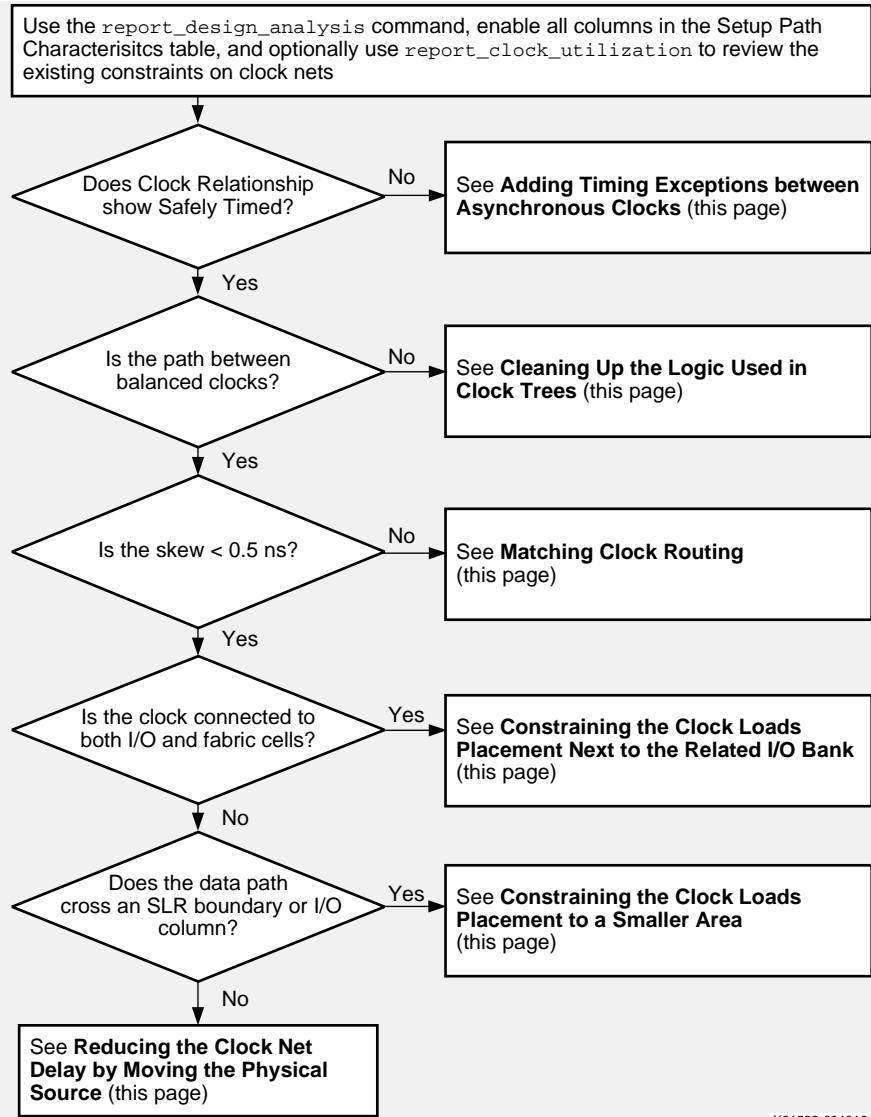 Use the report_design_analysis command, enable all columns in the Setup Path
Characterisitcs table, and optionally use report_clock_utilization to review the
existing constraints on clock nets
Does Clock Relationship
show Safely Timed?
No
See Adding Timing Exceptions between
Asynchronous Clocks (this page)
Yes
Is the path between
balanced clocks?
No
See Cleaning Up the Logic Used in
Clock Trees (this page)
Yes
Is the skew < 0.5 ns?
No
See Matching Clock Routing
(this page)
Yes
Is the clock connected to
both I/O and fabric cells?
Yes
See Constraining the Clock Loads
Placement Next to the Related I/O Bank
(this page)
No
Does the data path
cross an SLR boundary or I/O
column?
Yes
See Constraining the Clock Loads
Placement to a Smaller Area
(this page)
No
See Reducing the Clock Net
Delay by Moving the Physical
Source (this page)